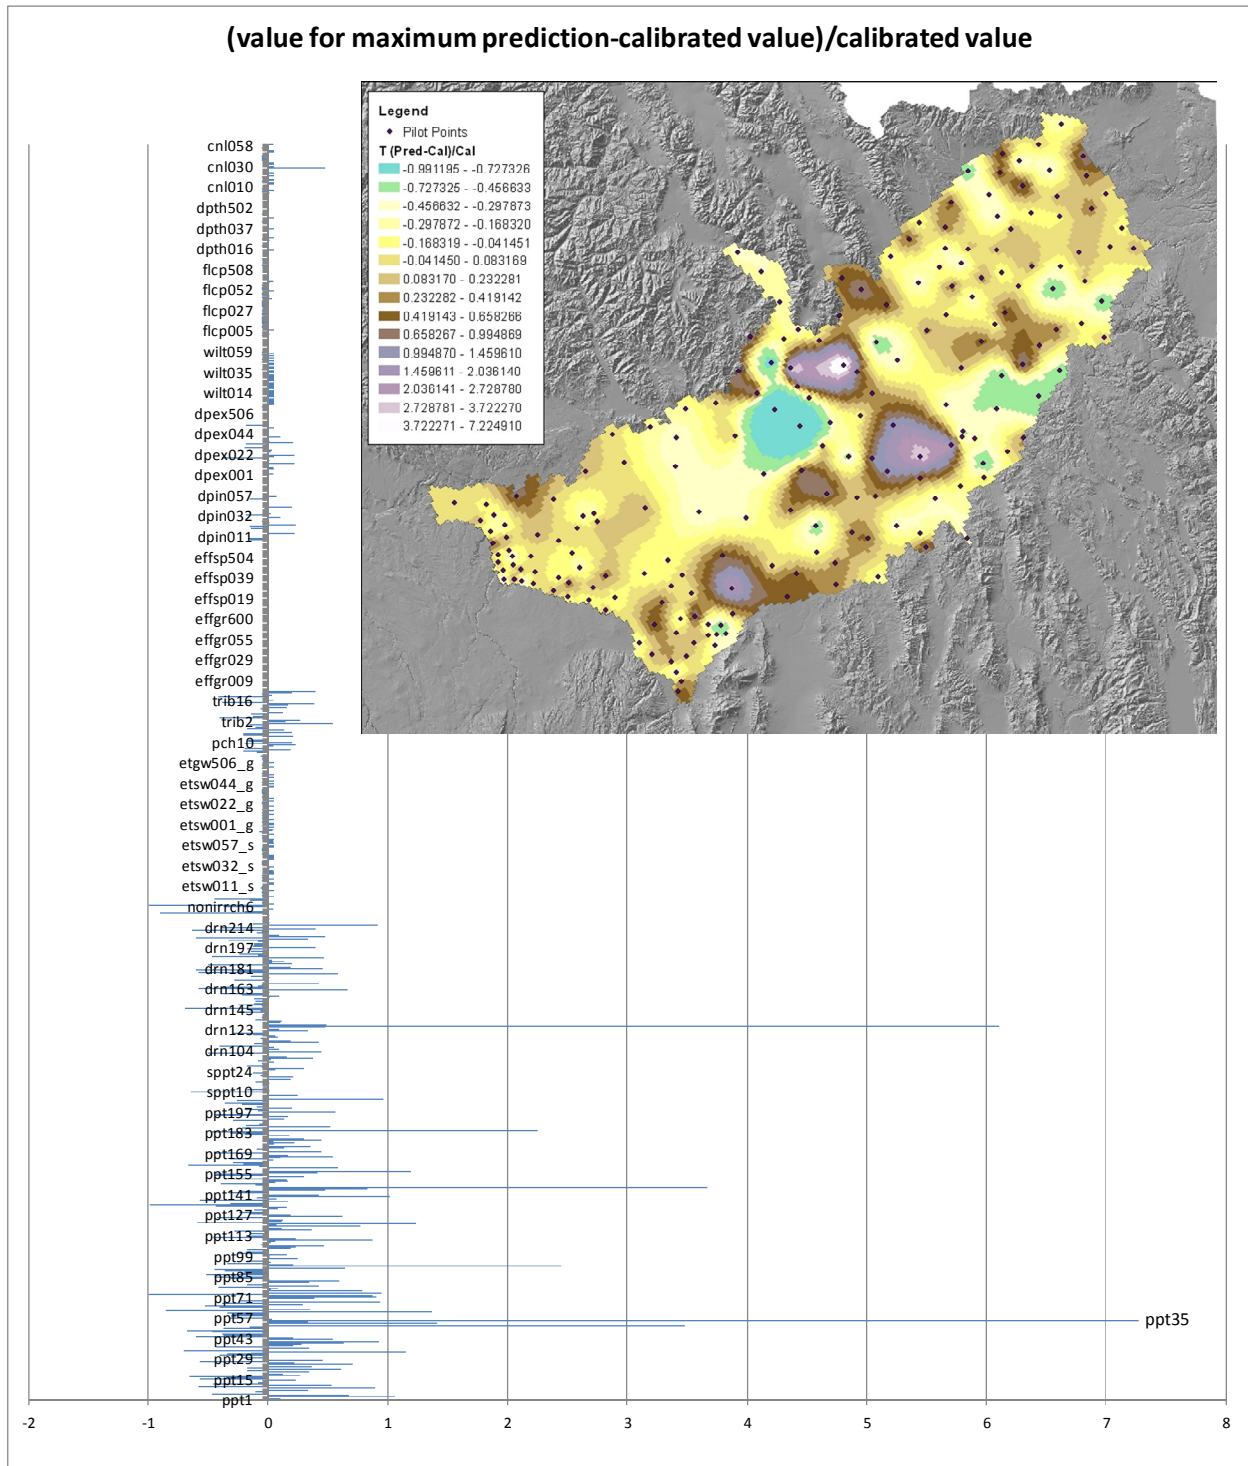 (value for maximum prediction-calibrated value)/calibrated value
Legend
Pilot Points
T (Pred-Cal)/Cal
-0.991195 - -0.727326
-0.727325 - -0.456633
-0.456632 - -0.297873
-0.297872 - -0.168320
-0.168319 - -0.041451
-0.041450 - 0.083169
0.083170 - 0.232281
0.232282 - 0.419142
0.419143 - 0.658266
0.658267 - 0.994869
0.994870 - 1.459610
1.459611 - 2.036140
2.036141 - 2.728780
2.728781 - 3.722270
3.722271 - 7.224910
cnl058
cnl030
cnl010
dpth502
dpth037
dpth016
flcp508
flcp052
flcp027
flcp005
wilt059
wilt035
wilt014
dpex506
dpex044
dpex022
dpex001
dpin057
dpin032
dpin011
effsp504
effsp039
effsp019
effgr600
effgr055
effgr029
effgr009
trib16
trib2
pch10
etgw506_g
etsw044_g
etsw022_g
etsw001_g
etsw057_s
etsw032_s
etsw011_s
nonirrch6
drn214
drn197
drn181
drn163
drn145
drn123
drn104
sppt24
sppt10
ppt197
ppt183
ppt169
ppt155
ppt141
ppt127
ppt113
ppt99
ppt85
ppt71
ppt57
ppt35
ppt43
ppt29
ppt15
ppt1
-2 -1 0 1 2 3 4 5 6 7 8